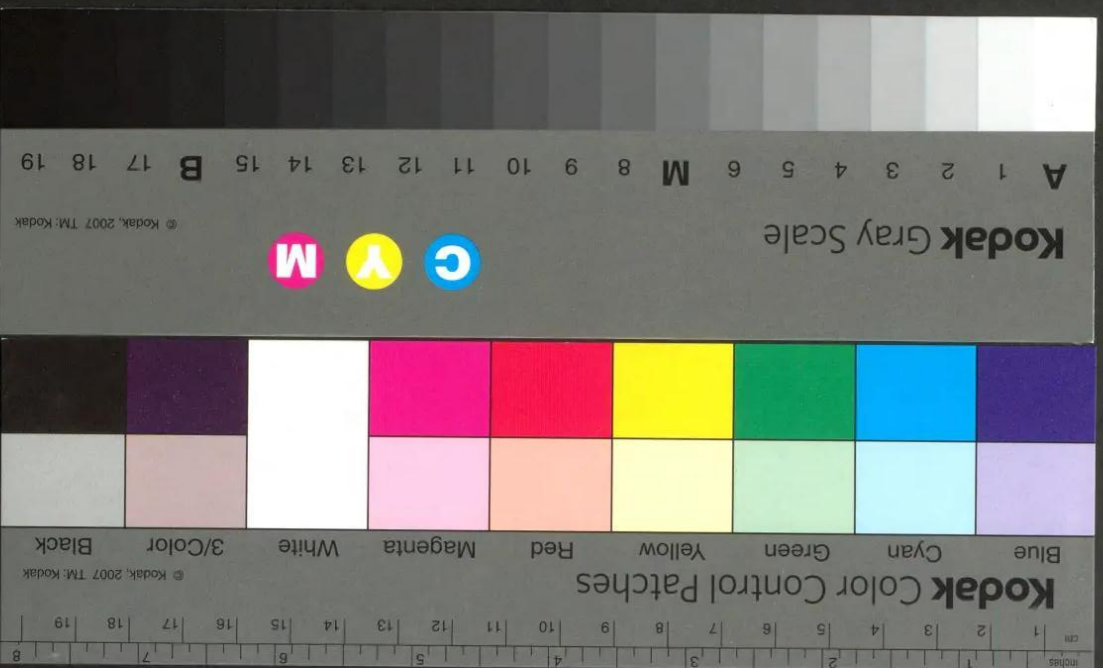 inches 1 2 3 4 5 6 7 8
cm 1 2 3 4 5 6 7 8 9 10 11 12 13 14 15 16 17 18 19
Kodak Color Control Patches
© Kodak, 2007 TM: Kodak
Blue Cyan Green Yellow Red Magenta White 3/Color Black
Kodak Gray Scale
C Y M
© Kodak, 2007 TM: Kodak
A 1 2 3 4 5 6 M 8 9 10 11 12 13 14 15 B 17 18 19